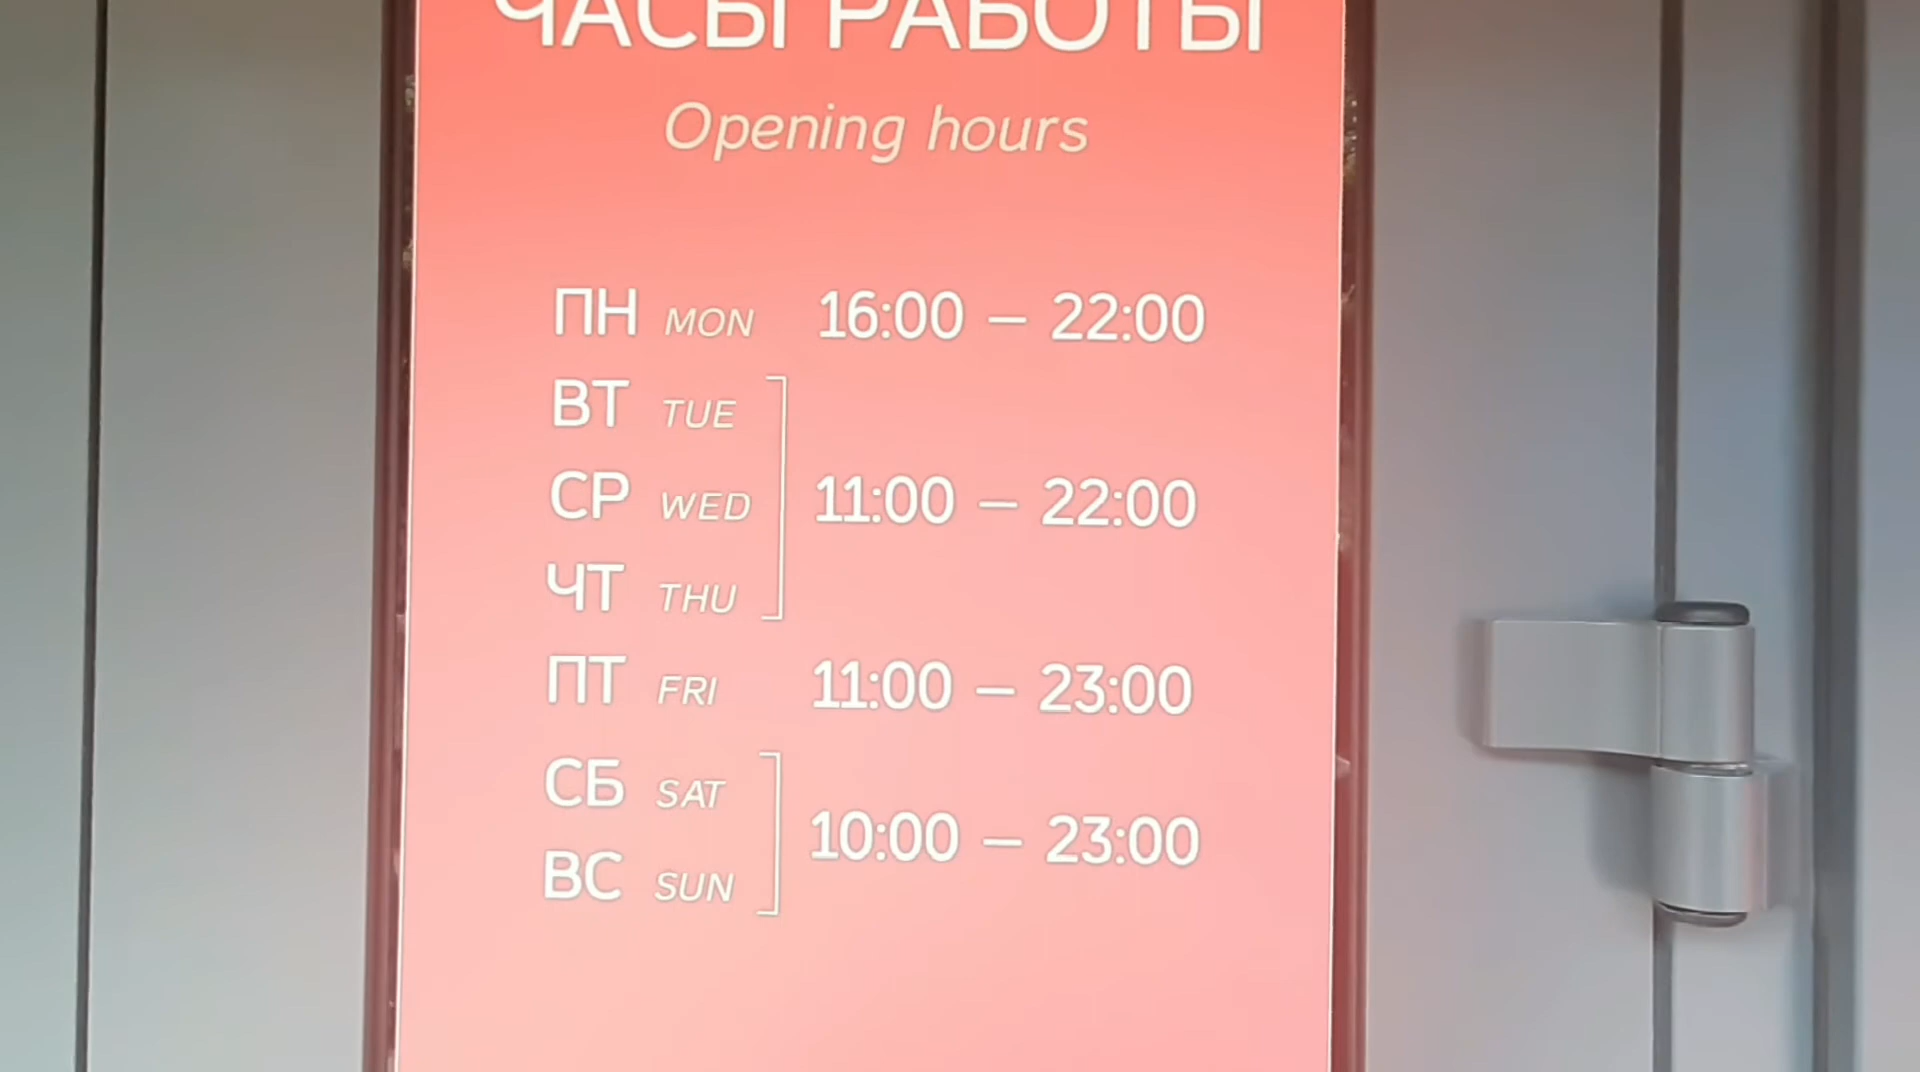 ЧАСЫ РАБОТЫ
Opening hours
ПН MON 16:00 – 22:00
ВТ TUE
СР WED 11:00 – 22:00
ЧТ THU
ПТ FRI 11:00 – 23:00
СБ SAT
10:00 – 23:00
ВС SUN